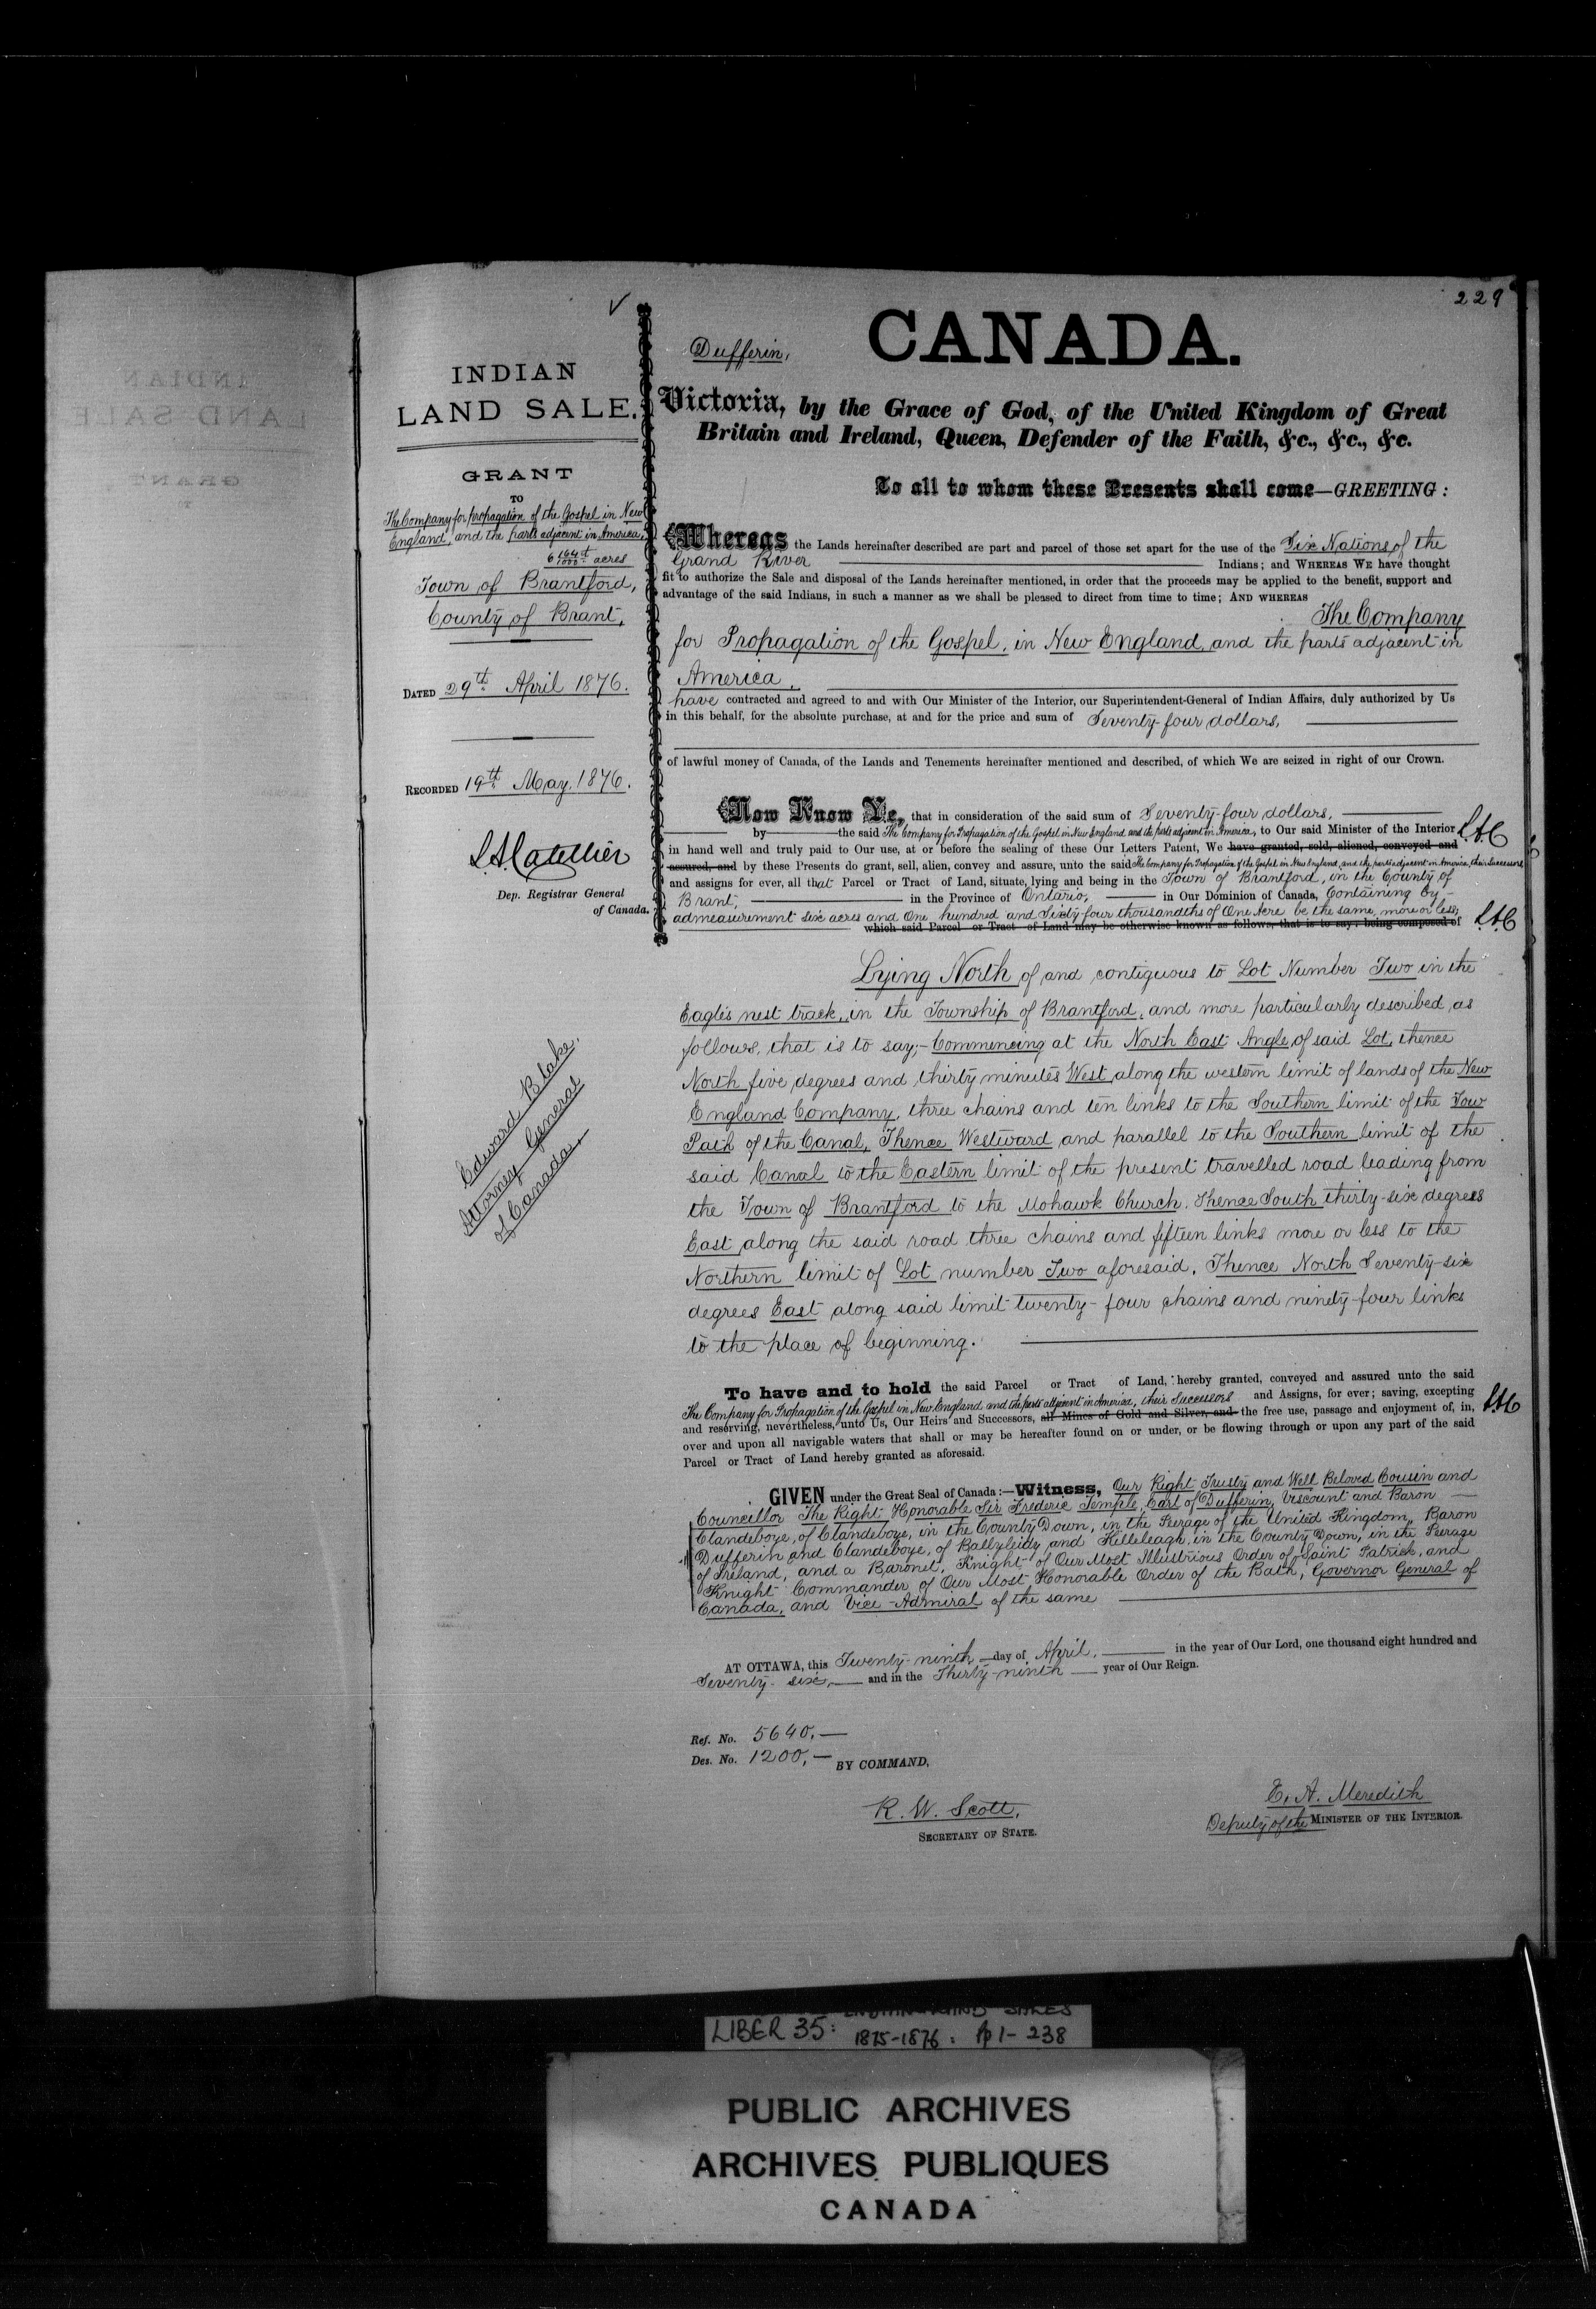 229
Dufferin,
CANADA.
INDIAN
LAND SALE.
GRANT
TO
The Company for propagation of the Gospel in New
England, and the parts adjacent in America,
6 164/1000th acres
Town of Brantford,
County of Brant,
DATED 29th April 1876.
RECORDED 19th May. 1876.
L.A. Catellier
Dep. Registrar General
of Canada.
Edward Blake.
Attorney General
of Canada.
Victoria, by the Grace of God, of the United Kingdom of Great
Britain and Ireland, Queen, Defender of the Faith, &c., &c., &c.
To all to whom these Presents shall come—GREETING:
Whereas the Lands hereinafter described are part and parcel of those set apart for the use of the Six Nations of the
Grand River Indians; and WHEREAS WE have thought
fit to authorize the Sale and disposal of the Lands hereinafter mentioned, in order that the proceeds may be applied to the benefit, support and
advantage of the said Indians, in such a manner as we shall be pleased to direct from time to time; AND WHEREAS
The Company
for Propagation of the Gospel, in New England, and the parts adjacent in
America,
have contracted and agreed to and with Our Minister of the Interior, our Superintendent-General of Indian Affairs, duly authorized by Us
in this behalf, for the absolute purchase, at and for the price and sum of Seventy-four dollars,
of lawful money of Canada, of the Lands and Tenements hereinafter mentioned and described, of which We are seized in right of our Crown.
Now Know Ye, that in consideration of the said sum of Seventy-four dollars,
by the said The Company for Propagation of the Gospel in New England and the parts adjacent in America, to Our said Minister of the Interior L.A.C
in hand well and truly paid to Our use, at or before the sealing of these Our Letters Patent, We have granted, sold, aliened, conveyed and
assured, and by these Presents do grant, sell, alien, convey and assure, unto the said The Company for Propagation of the Gospel in New England, and the parts adjacent in America, their Successors
and assigns for ever, all that Parcel or Tract of Land, situate, lying and being in the Town of Brantford, in the County of
Brant, in the Province of Ontario, in Our Dominion of Canada, Containing by
admeasurement six acres and One hundred and Sixty-four thousandths of One Acre be the same, more or less,
which said Parcel or Tract of Land may be otherwise known as follows, that is to say: being composed of L.A.C
Lying North of and contiguous to Lot Number Two in the
Eagle's nest track, in the Township of Brantford, and more particularly described, as
follows, that is to say;- Commencing at the North East Angle of said Lot, thence
North five degrees and thirty minutes West along the western limit of lands of the New
England Company, three chains and ten links to the Southern limit of the Tow
Path of the Canal, Thence Westward and parallel to the Southern limit of the
said Canal to the Eastern limit of the present travelled road leading from
the Town of Brantford to the Mohawk Church. Thence South thirty-six degrees
East along the said road three chains and fifteen links more or less to the
Northern limit of Lot number Two aforesaid. Thence North Seventy-six
degrees East along said limit twenty-four chains and ninety-four links
to the place of beginning.
To have and to hold the said Parcel or Tract of Land, hereby granted, conveyed and assured unto the said
The Company for Propagation of the Gospel in New England and the parts adjacent in America, their Successors and Assigns, for ever; saving, excepting
and reserving, nevertheless, unto Us, Our Heirs and Successors, all Mines of Gold and Silver, and the free use, passage and enjoyment of, in, L.A.C
over and upon all navigable waters that shall or may be hereafter found on or under, or be flowing through or upon any part of the said
Parcel or Tract of Land hereby granted as aforesaid.
GIVEN under the Great Seal of Canada:—Witness, Our Right Trusty and Well Beloved Cousin and
Councillor The Right Honorable Sir Frederic Temple, Earl of Dufferin, Viscount and Baron
Clandeboye, of Clandeboye, in the County Down, in the Peerage of the United Kingdom, Baron
Dufferin and Clandeboye, of Ballyleidy and Killeleagh, in the County Down, in the Peerage
of Ireland, and a Baronet, Knight of Our Most Illustrious Order of Saint Patrick, and
Knight Commander of Our Most Honorable Order of the Bath, Governor General of
Canada, and Vice-Admiral of the same
AT OTTAWA, this Twenty-ninth day of April, in the year of Our Lord, one thousand eight hundred and
Seventy-six, and in the Thirty-ninth year of Our Reign.
Ref. No. 5640,—
Des. No. 1200,—
BY COMMAND,
R. W. Scott,
SECRETARY OF STATE.
E. A. Meredith
Deputy of the MINISTER OF THE INTERIOR.
LIBER 35: INDIAN LAND SALES
1875-1876: Pp 1-238
PUBLIC ARCHIVES
ARCHIVES PUBLIQUES
CANADA